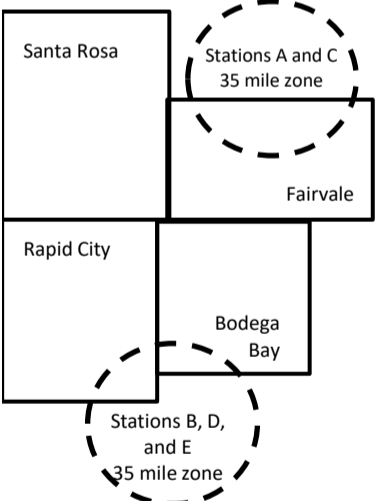 Santa Rosa
Stations A and C
35 mile zone
Fairvale
Rapid City
Bodega
Bay
Stations B, D,
and E
35 mile zone